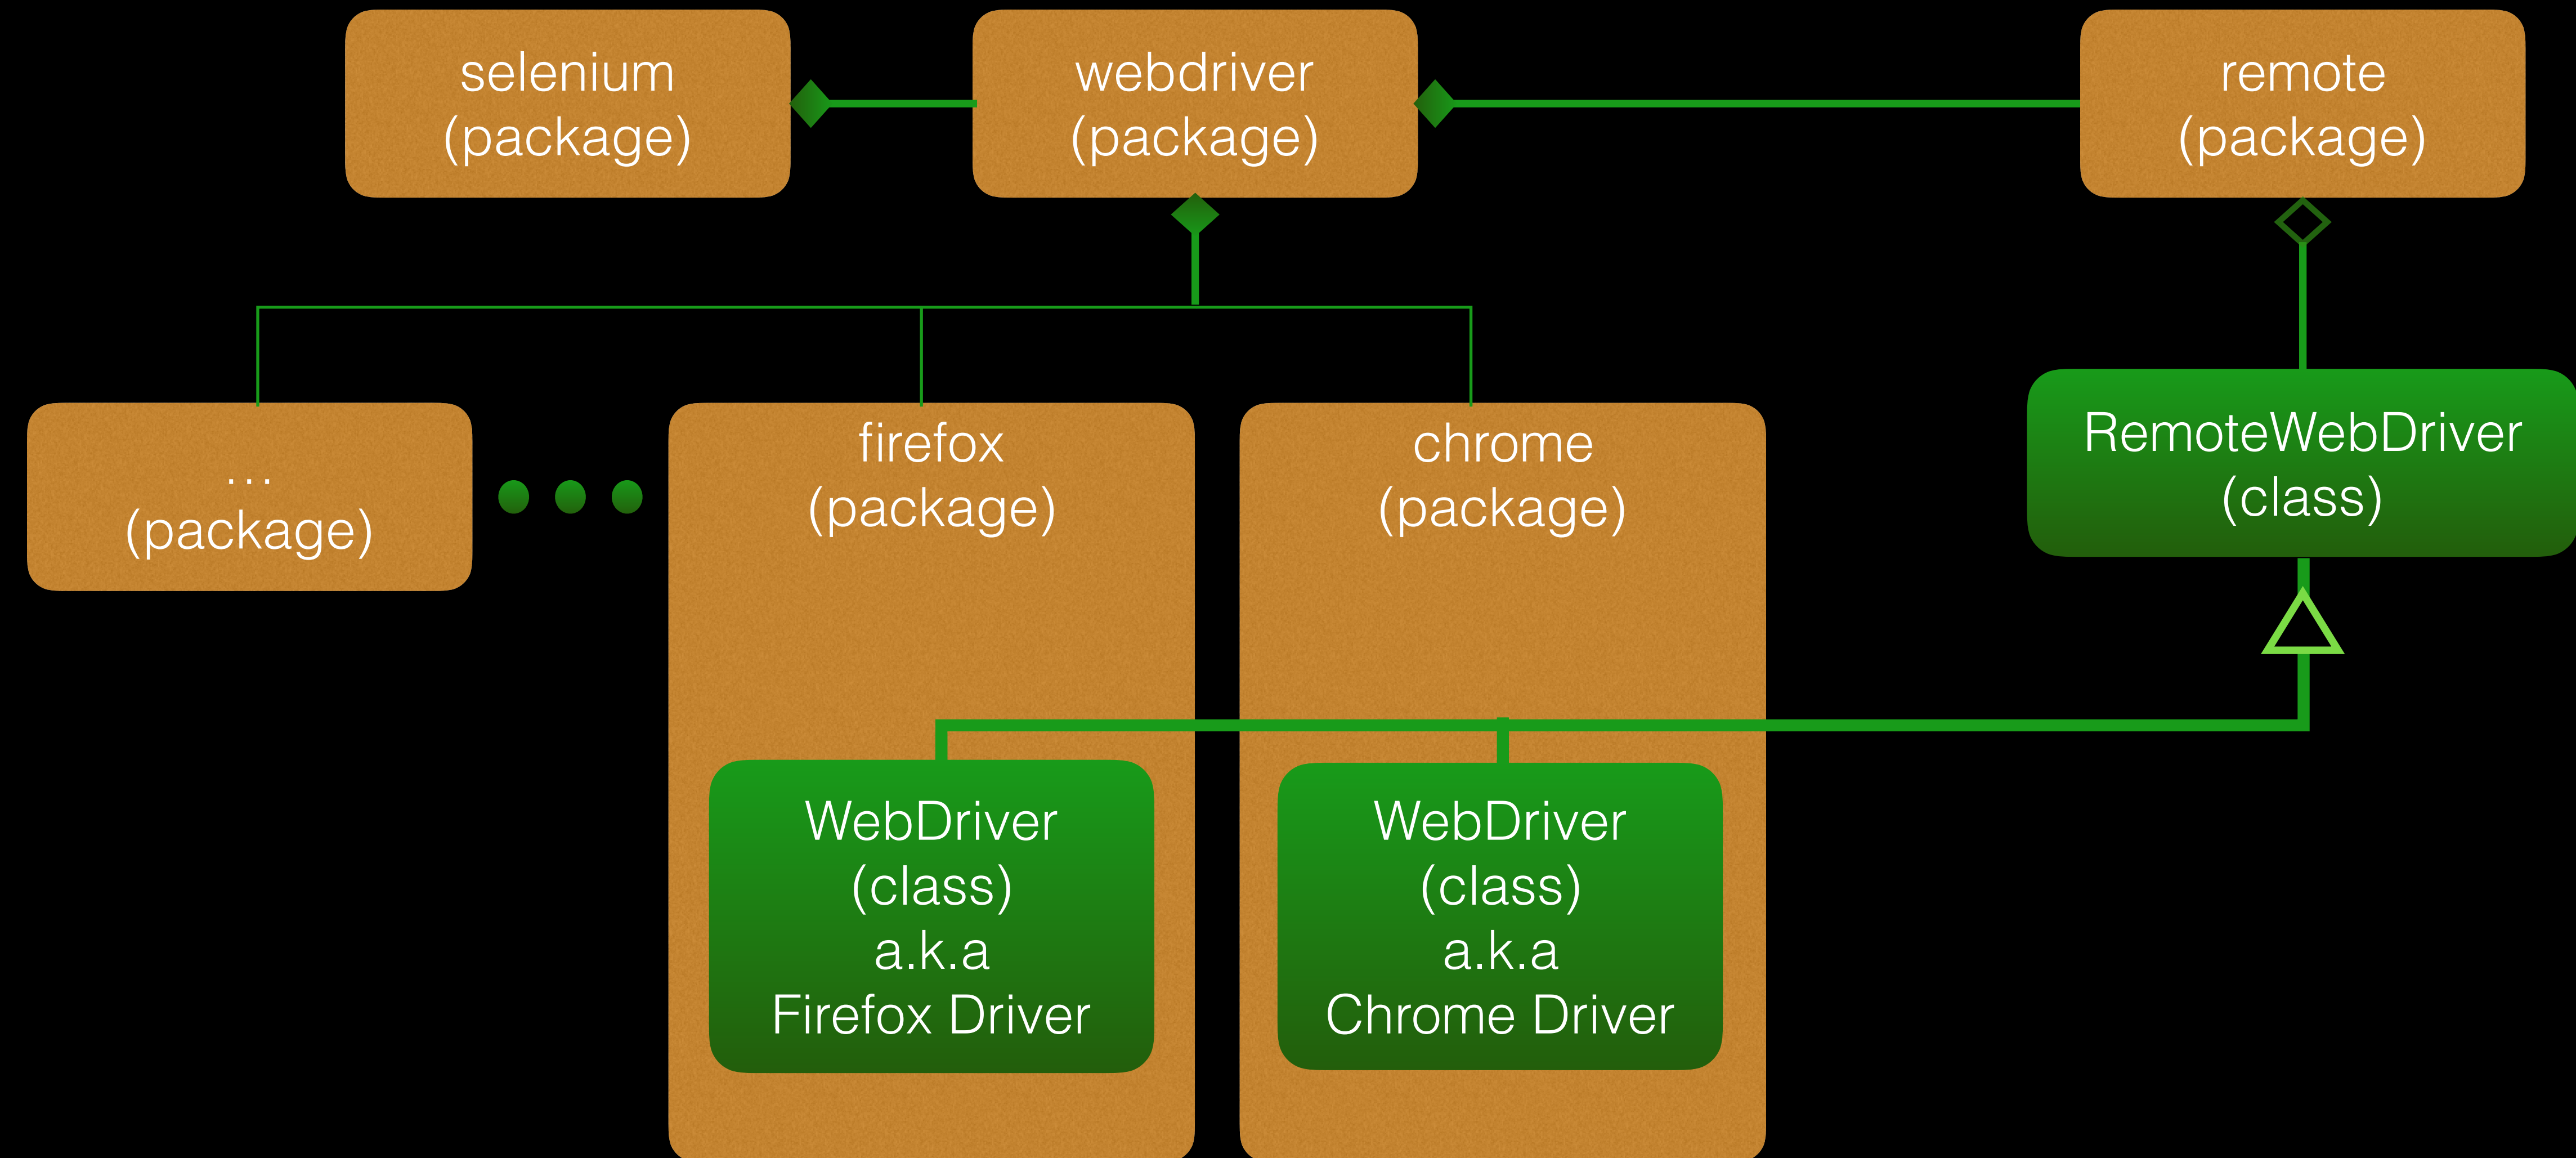 selenium
(package)
webdriver
(package)
remote
(package)
...
(package)
firefox
(package)
chrome
(package)
RemoteWebDriver
(class)
WebDriver
(class)
a.k.a
Firefox Driver
WebDriver
(class)
a.k.a
Chrome Driver